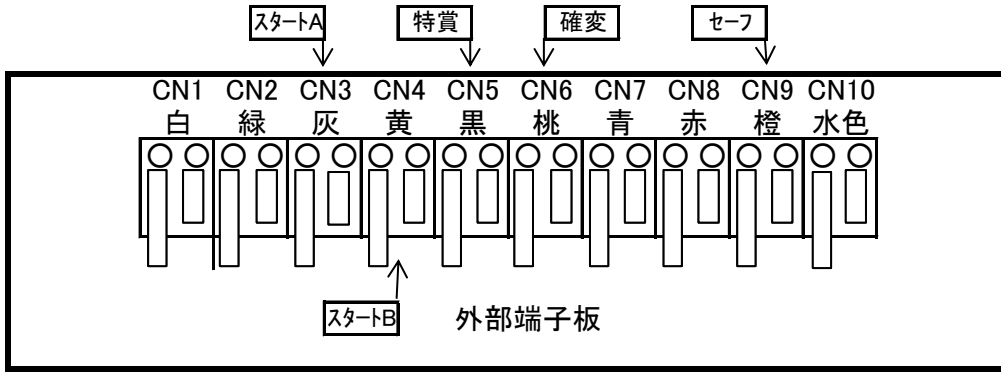 スタートA 特賞 確変 セーフ
CN1 CN2 CN3 CN4 CN5 CN6 CN7 CN8 CN9 CN10
白 緑 灰 黄 黒 桃 青 赤 橙 水色
スタートB 外部端子板